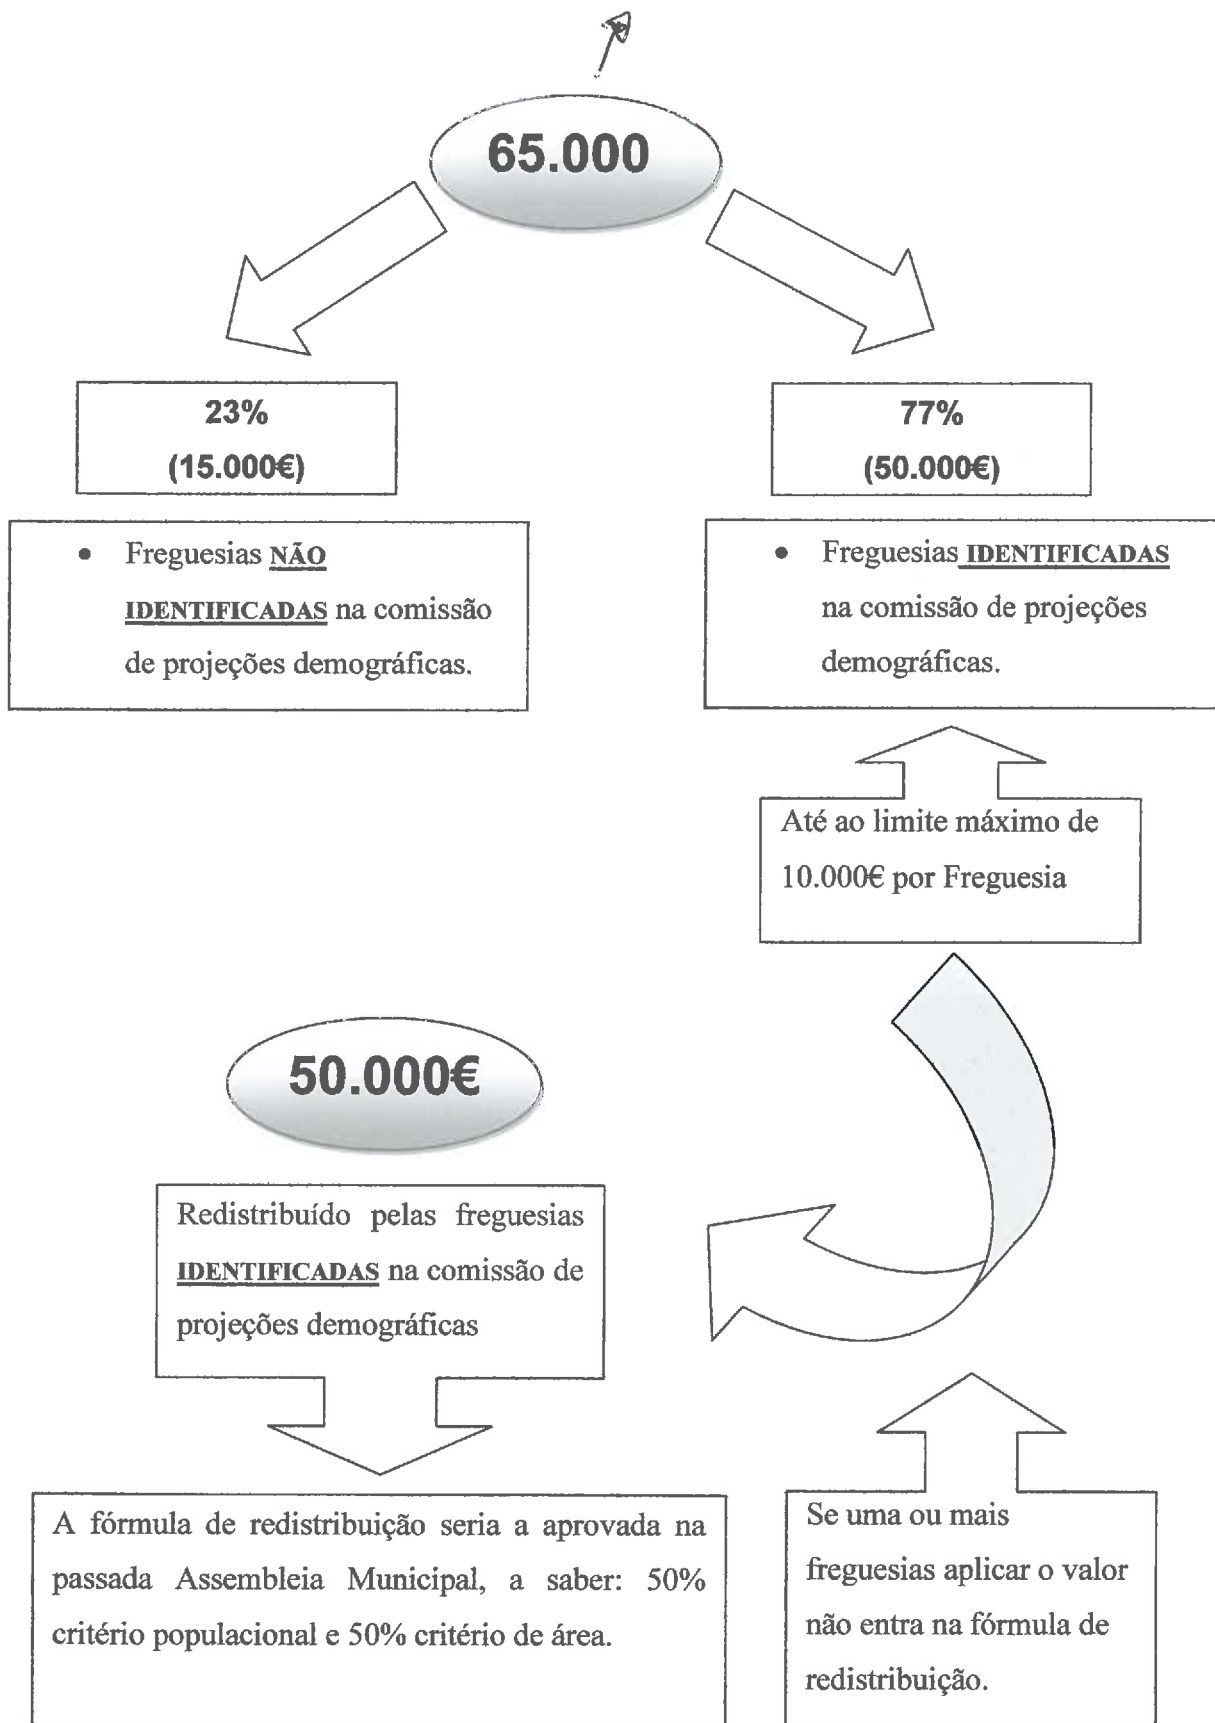 65.000
23%
(15.000€)
77%
(50.000€)
• Freguesias NÃO
IDENTIFICADAS na comissão
de projeções demográficas.
• Freguesias IDENTIFICADAS
na comissão de projeções
demográficas.
Até ao limite máximo de
10.000€ por Freguesia
50.000€
Redistribuído pelas freguesias
IDENTIFICADAS na comissão de
projeções demográficas
A fórmula de redistribuição seria a aprovada na
passada Assembleia Municipal, a saber: 50%
critério populacional e 50% critério de área.
Se uma ou mais
freguesias aplicar o valor
não entra na fórmula de
redistribuição.